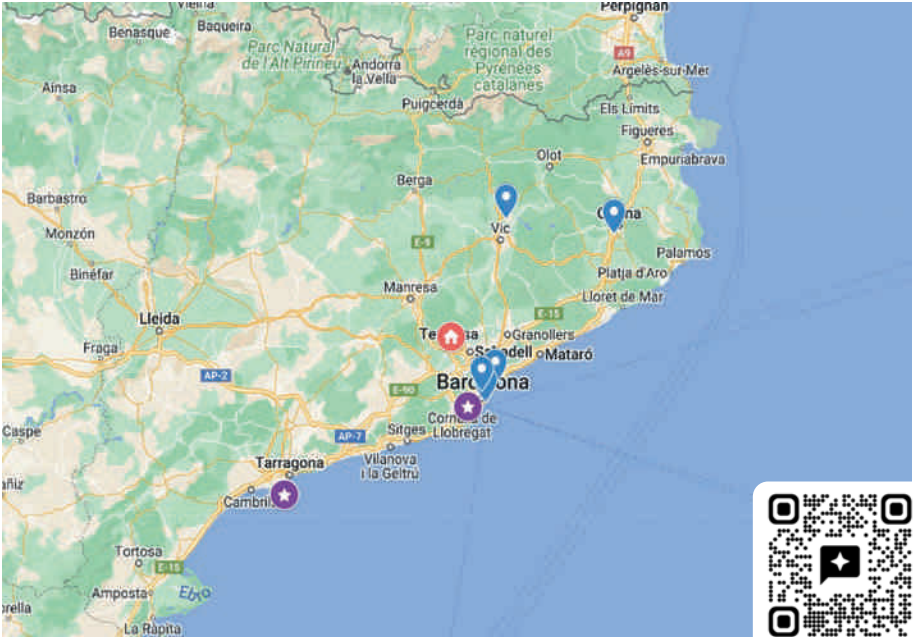 Vielha
Perpignan
Benasque
Baqueira
Parc Natural
de l'Alt Pirineu
Andorra
la Vella
Parc naturel
régional des
Pyrénées
catalanes
A9
Argelès-sur-Mer
Ainsa
Puigcerdà
Els Límits
Figueres
Empuriabrava
Olot
Berga
Barbastro
Monzón
Vic
E-9
Palamos
Binéfar
Platja d'Aro
Manresa
Lloret de Mar
E-15
Lleida
Granollers
Sabadell
Mataró
Fraga
AP-2
Barcelona
E-90
Cornellà de
Llobregat
Caspe
AP-7
Sitges
Vilanova
i la Geltrú
Tarragona
Cambrils
Tortosa
E-15
Amposta
Ebro
La Ràpita